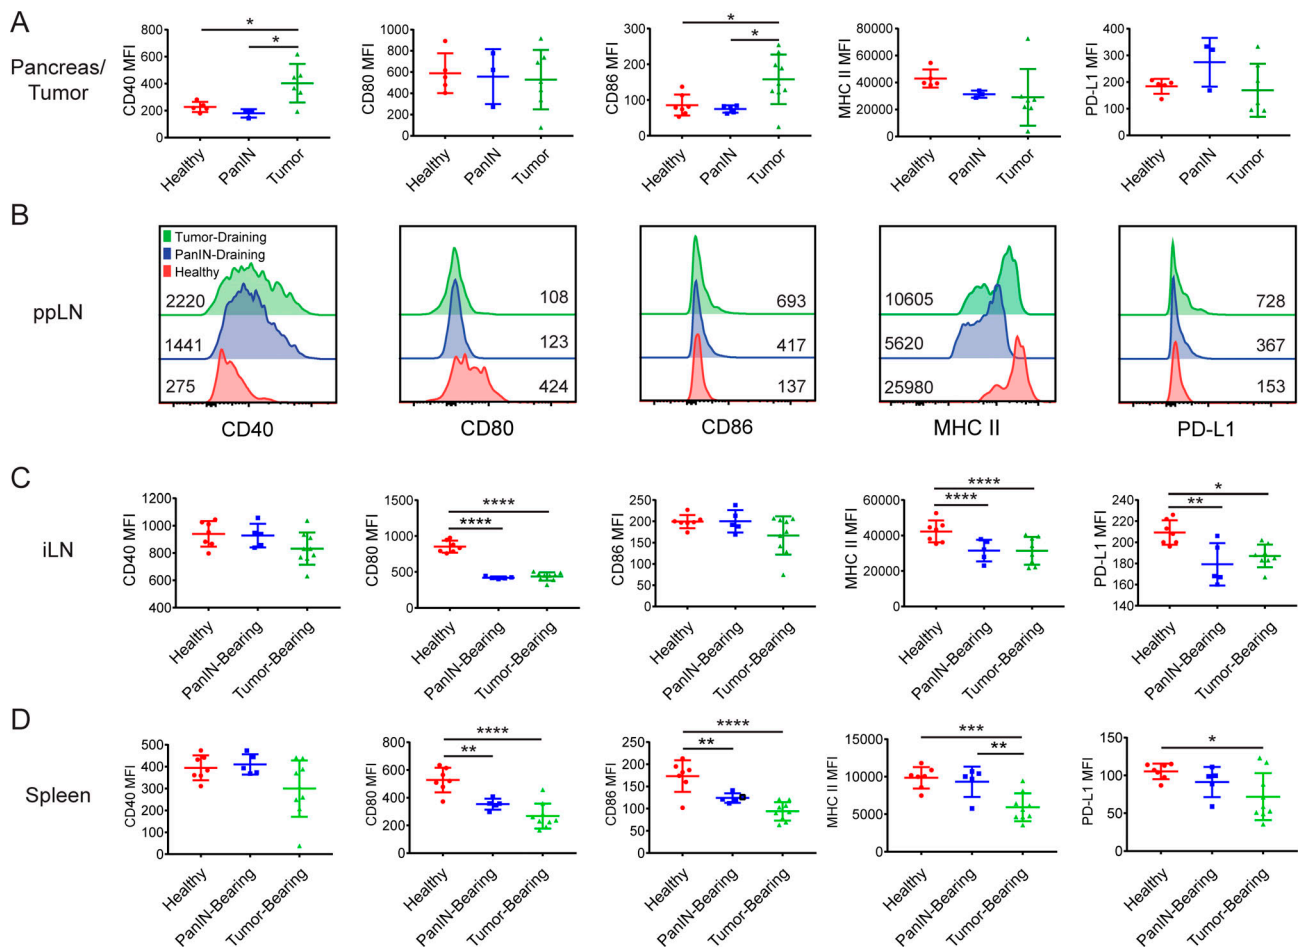 A
Pancreas/
Tumor
CD40 MFI
800
600
400
200
0
Healthy
PanIN
Tumor
*
*
CD80 MFI
1000
800
600
400
200
0
Healthy
PanIN
Tumor
CD86 MFI
300
200
100
0
Healthy
PanIN
Tumor
*
*
MHC II MFI
80000
60000
40000
20000
0
Healthy
PanIN
Tumor
PD-L1 MFI
400
300
200
100
0
Healthy
PanIN
Tumor
B
ppLN
Tumor-Draining
PanIN-Draining
Healthy
2220
1441
275
CD40
108
123
424
CD80
693
417
137
CD86
10605
5620
25980
MHC II
728
367
153
PD-L1
C
iLN
CD40 MFI
1200
1000
800
600
400
Healthy
PanIN-Bearing
Tumor-Bearing
CD80 MFI
1500
1000
500
0
Healthy
PanIN-Bearing
Tumor-Bearing
****
****
CD86 MFI
250
200
150
100
50
0
Healthy
PanIN-Bearing
Tumor-Bearing
MHC II MFI
60000
40000
20000
0
Healthy
PanIN-Bearing
Tumor-Bearing
****
****
PD-L1 MFI
240
220
200
180
160
140
Healthy
PanIN-Bearing
Tumor-Bearing
*
**
D
Spleen
CD40 MFI
500
400
300
200
100
0
Healthy
PanIN-Bearing
Tumor-Bearing
CD80 MFI
800
600
400
200
0
Healthy
PanIN-Bearing
Tumor-Bearing
****
**
CD86 MFI
250
200
150
100
50
0
Healthy
PanIN-Bearing
Tumor-Bearing
****
**
MHC II MFI
15000
10000
5000
0
Healthy
PanIN-Bearing
Tumor-Bearing
***
**
PD-L1 MFI
150
100
50
0
Healthy
PanIN-Bearing
Tumor-Bearing
*